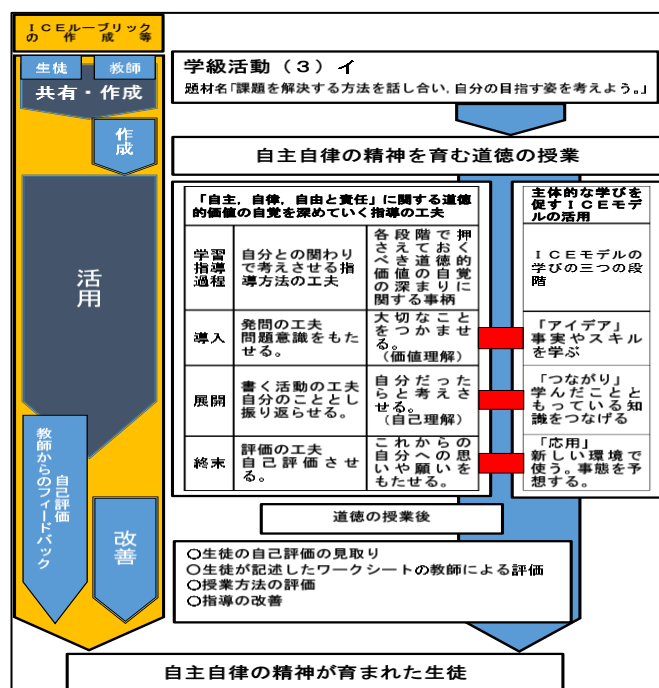 ICEルーブリック
の作成等
生徒
教師
共有・作成
作成
活用
自己評価
教師からのフィードバック
改善
学級活動（３）イ
題材名「課題を解決する方法を話し合い，自分の目指す姿を考えよう。」
自主自律の精神を育む道徳の授業
「自主，自律，自由と責任」に関する道徳
的価値の自覚を深めていく指導の工夫
学習
指導
過程
自分との関わり
で考えさせる指
導方法の工夫
各段階で押
さえておく
べき道徳的
価値の自覚
の深まりに
関する事柄
導入
発問の工夫
問題意識をもた
せる。
大切なこと
をつかませ
る。
（価値理解）
展開
書く活動の工夫
自分のこととし
振り返らせる。
自分だった
らと考えさ
せる。
（自己理解）
終末
評価の工夫
自己評価させ
る。
これからの
自分への思
いや願いを
もたせる。
主体的な学びを
促すＩＣＥモデ
ルの活用
ＩＣＥモデルの
学びの三つの段
階
「アイデア」
事実やスキル
を学ぶ
「つながり」
学んだことと
もっている知
識をつなげる
「応用」
新しい環境で
使う。事態を予
想する。
道徳の授業後
○生徒の自己評価の見取り
○生徒が記述したワークシートの教師による評価
○授業方法の評価
○指導の改善
自主自律の精神が育まれた生徒